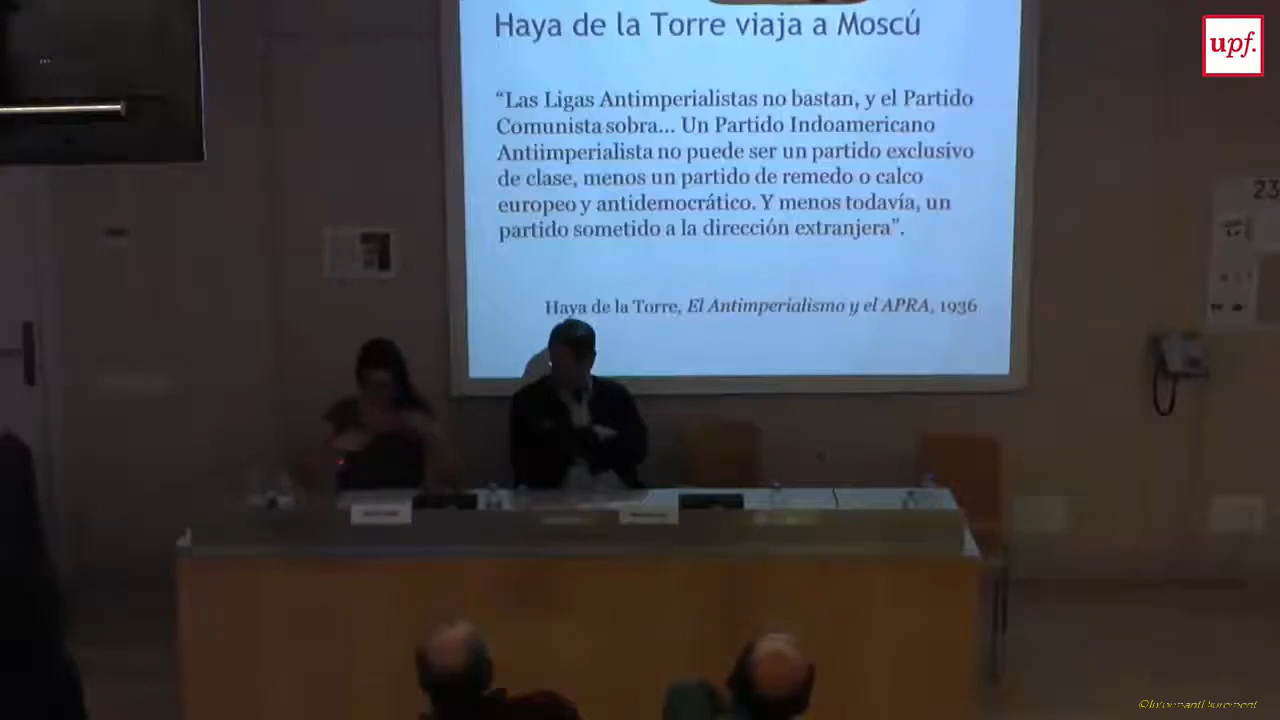 Haya de la Torre viaja a Moscú
upf.
“Las Ligas Antimperialistas no bastan, y el Partido
Comunista sobra... Un Partido Indoamericano
Antiimperialista no puede ser un partido exclusivo
de clase, menos un partido de remedo o calco
europeo y antidemocrático. Y menos todavía, un
partido sometido a la dirección extranjera”.
23
Haya de la Torre, El Antimperialismo y el APRA, 1936